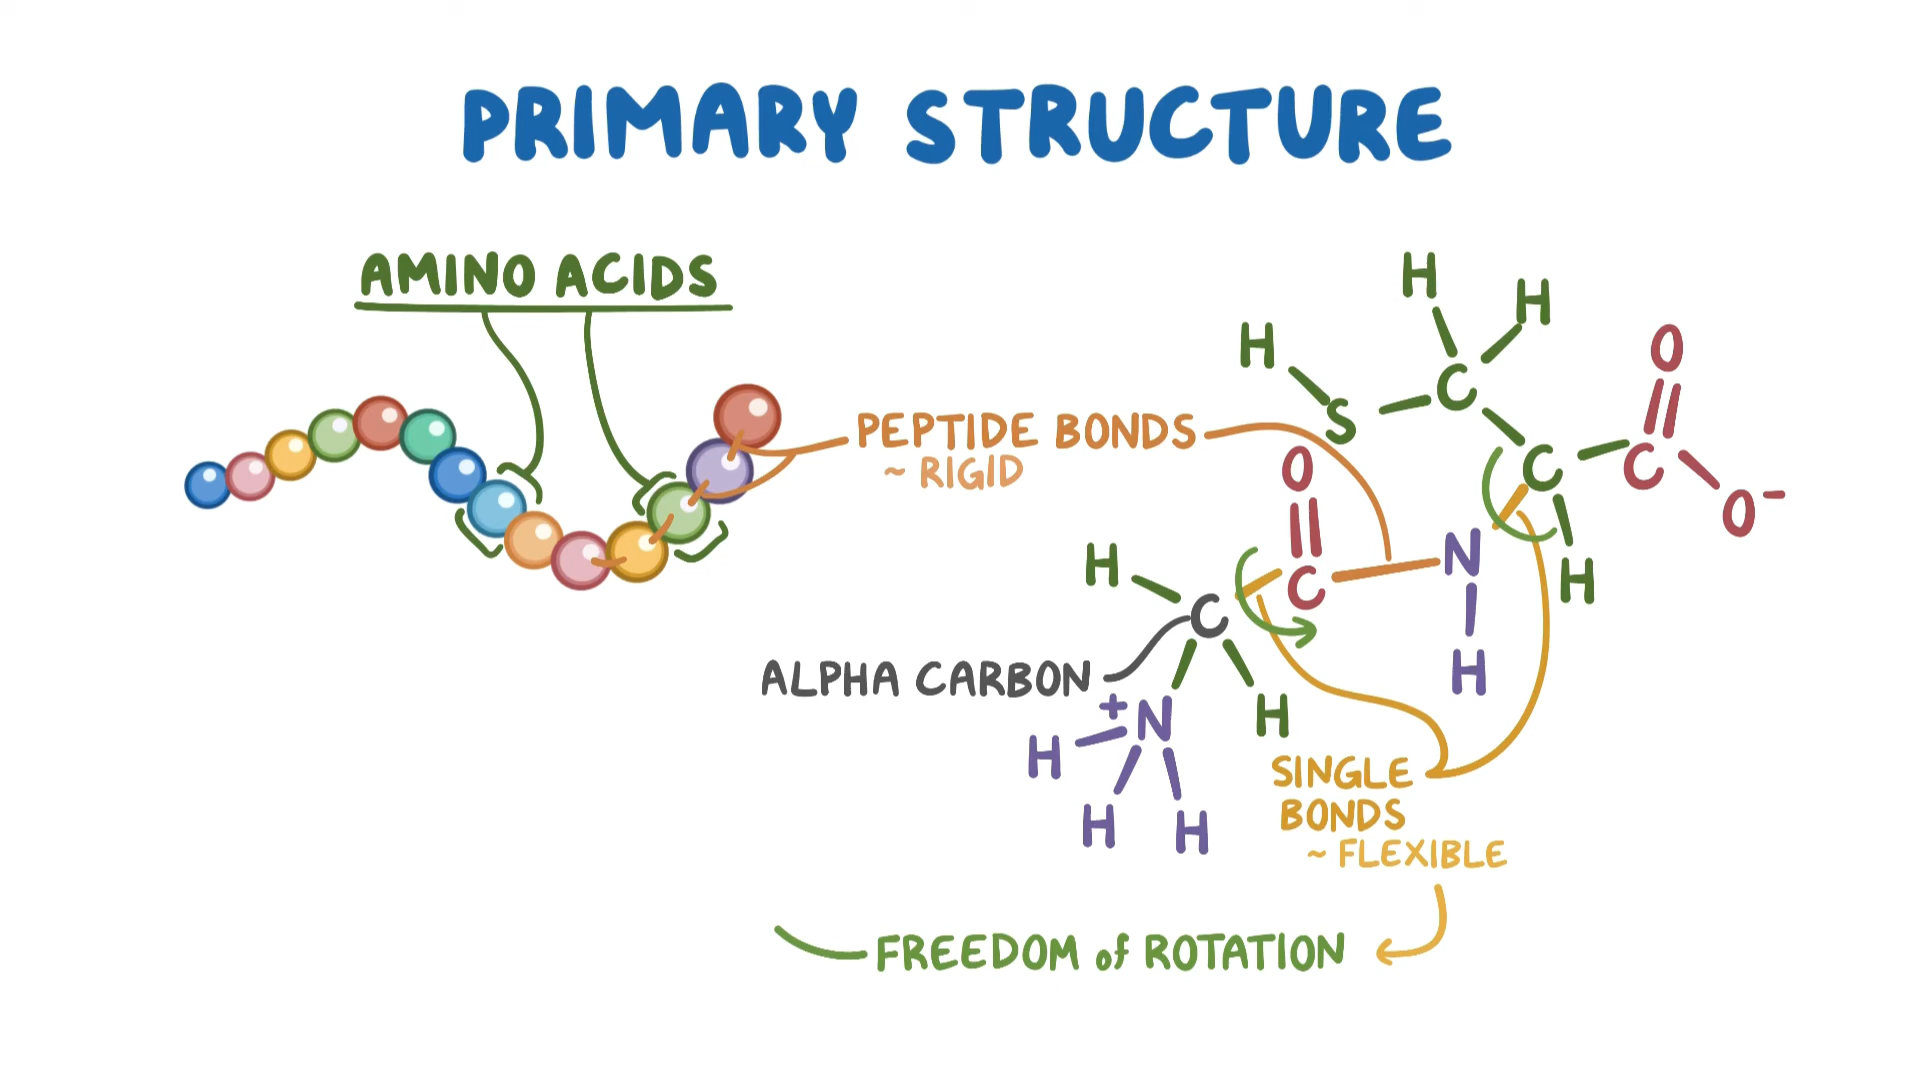 PRIMARY STRUCTURE
AMINO ACIDS
PEPTIDE BONDS
~ RIGID
ALPHA CARBON
SINGLE
BONDS
~ FLEXIBLE
FREEDOM of ROTATION
H
H
H
O
S
C
C
C
O
O-
H
C
N
H
H
C
H
+
N
H
H
H
H